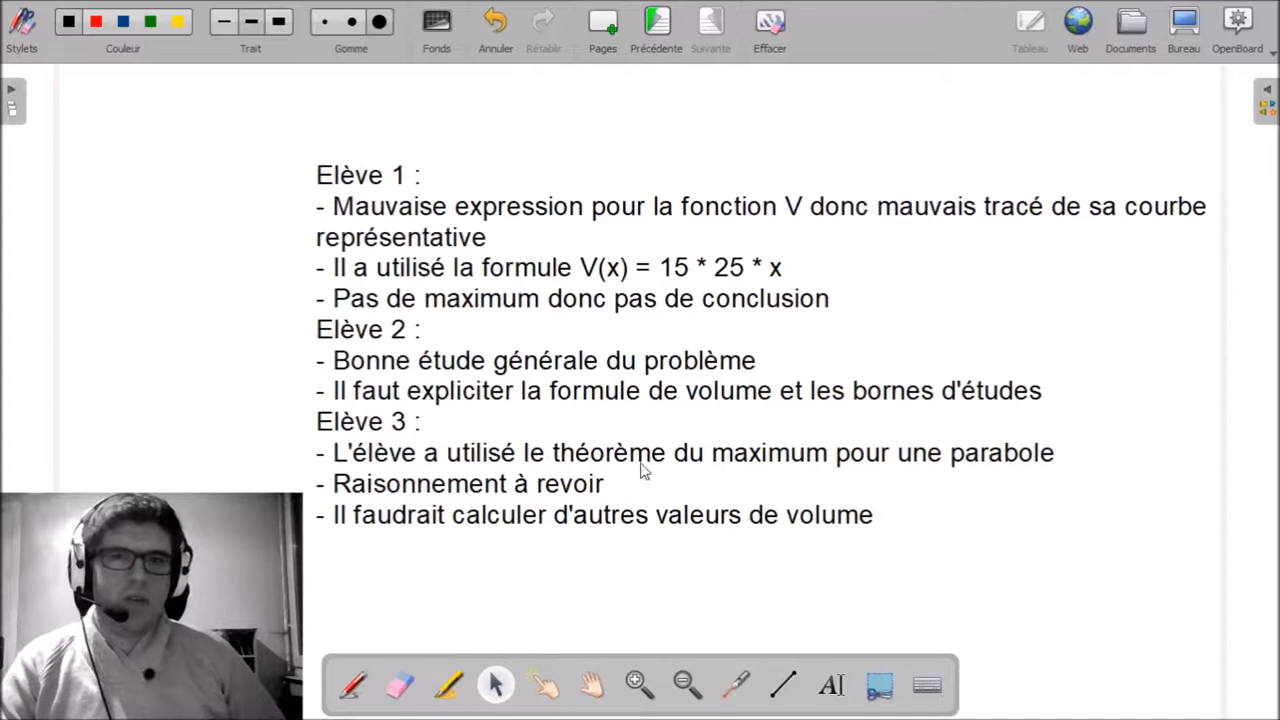 Stylets
Couleur
Trait
Gomme
Fonds
Annuler
Rétablir
Pages
Précédente
Suivante
Effacer
Tableau
Web
Documents
Bureau
OpenBoard
Elève 1 :
- Mauvaise expression pour la fonction V donc mauvais tracé de sa courbe
représentative
- Il a utilisé la formule V(x) = 15 * 25 * x
- Pas de maximum donc pas de conclusion
Elève 2 :
- Bonne étude générale du problème
- Il faut expliciter la formule de volume et les bornes d'études
Elève 3 :
- L'élève a utilisé le théorème du maximum pour une parabole
- Raisonnement à revoir
- Il faudrait calculer d'autres valeurs de volume
AI